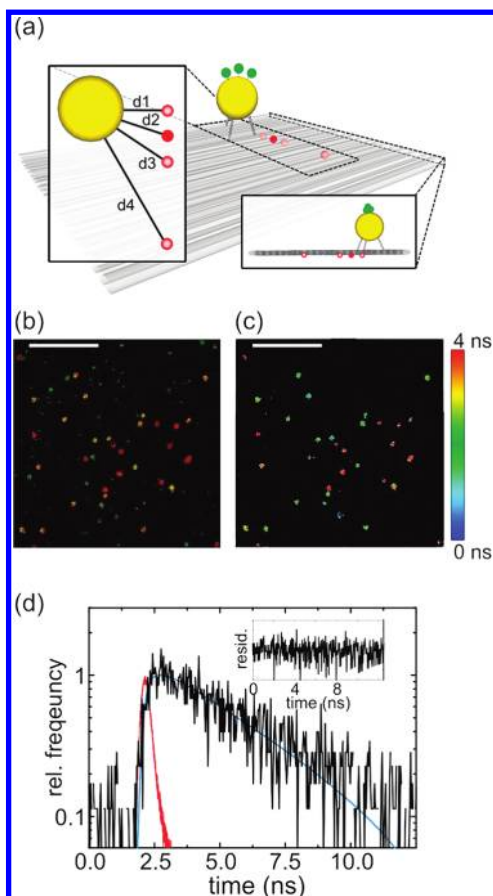 (a)
d1
d2
d3
d4
(b)
(c)
4 ns
0 ns
(d)
rel. freqeuncy
1
0.1
resid.
0 4 8
time (ns)
0.0 2.5 5.0 7.5 10.0
time (ns)